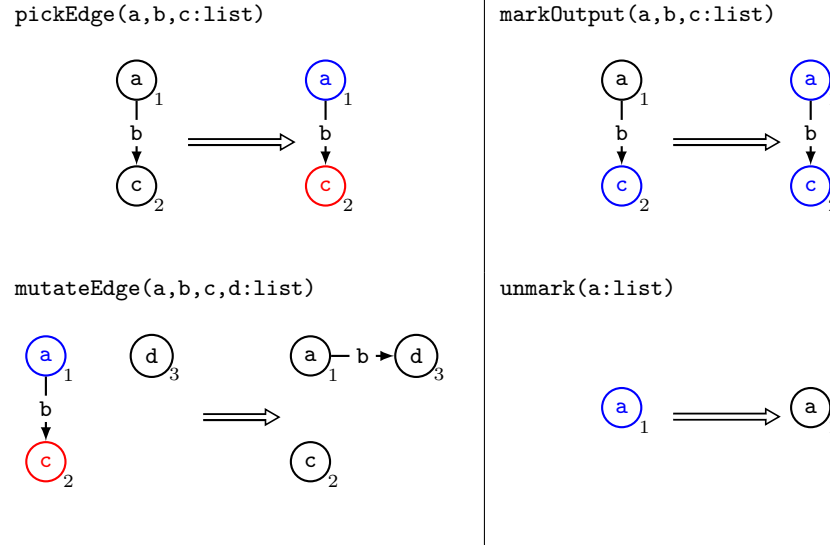 pickEdge(a,b,c:list)
a 1 a 1
b b
c 2 c 2
markOutput(a,b,c:list)
a 1 a
b b
c 2 c
mutateEdge(a,b,c,d:list)
a 1 d 3 a 1 b d 3
b
c 2 c 2
unmark(a:list)
a 1 a